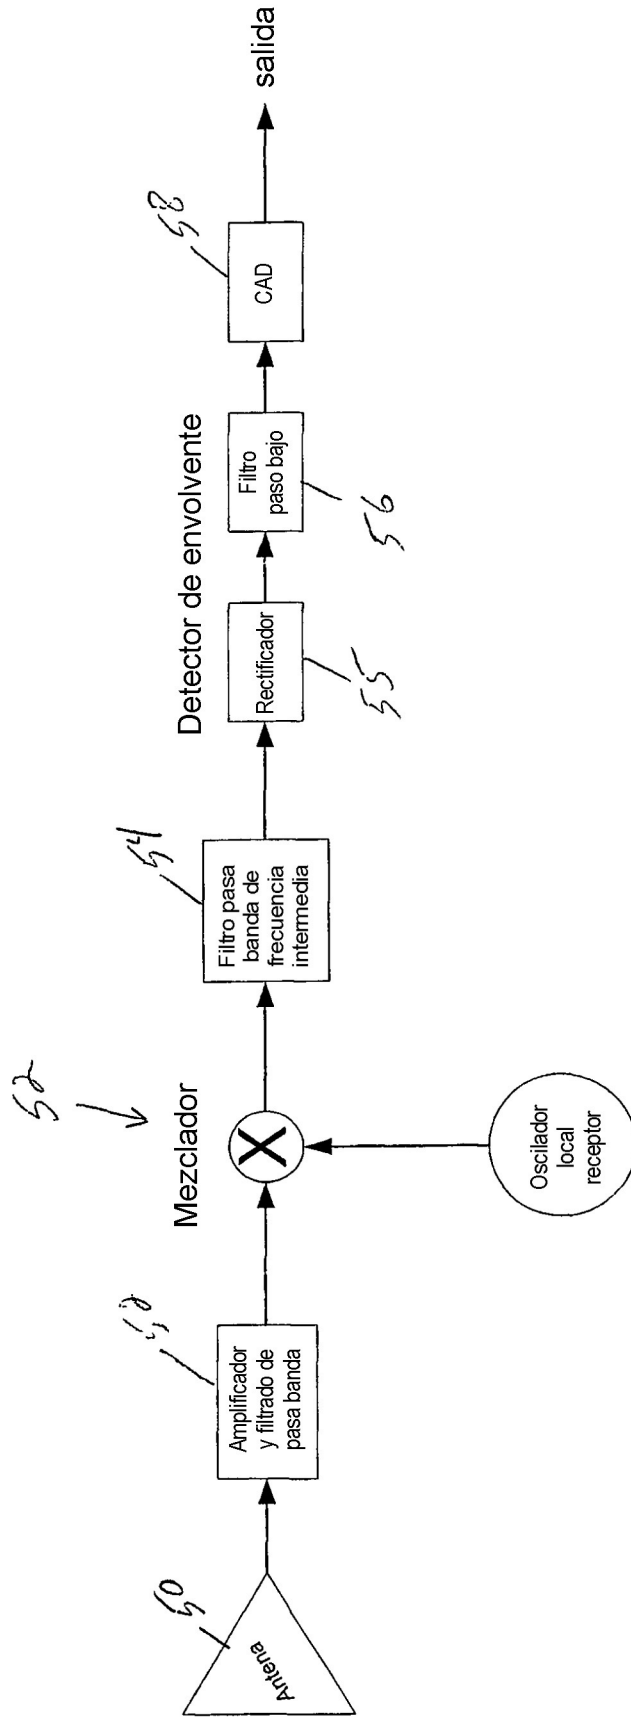 50
Antena
52
Amplificador
y filtrado de
pasa banda
52
Mezclador
X
Oscilador
local
receptor
54
Filtro pasa
banda de
frecuencia
intermedia
Detector de envolvente
Rectificador
55
Filtro
paso bajo
56
58
CAD
salida